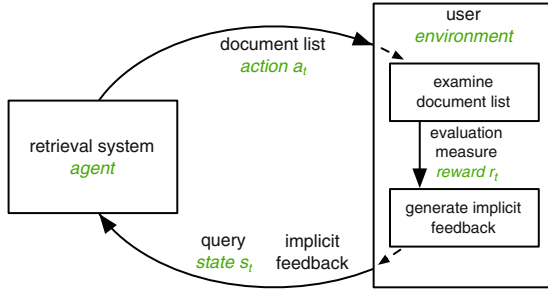 document list
action aₜ
user
environment
examine
document list
retrieval system
agent
evaluation
measure
reward rₜ
generate implicit
feedback
query
state sₜ
implicit
feedback